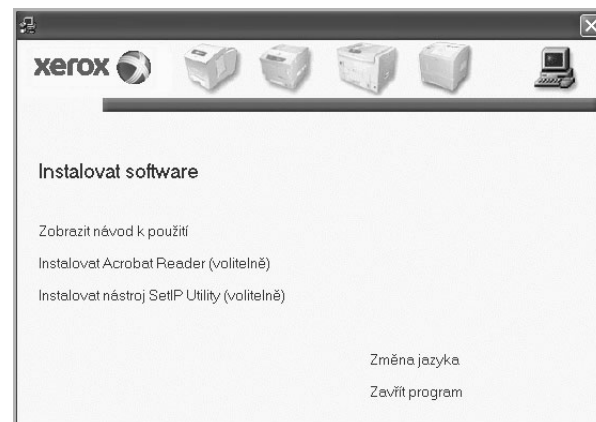 xerox
Instalovat software
Zobrazit návod k použití
Instalovat Acrobat Reader (volitelně)
Instalovat nástroj SetIP Utility (volitelně)
Změna jazyka
Zavřít program